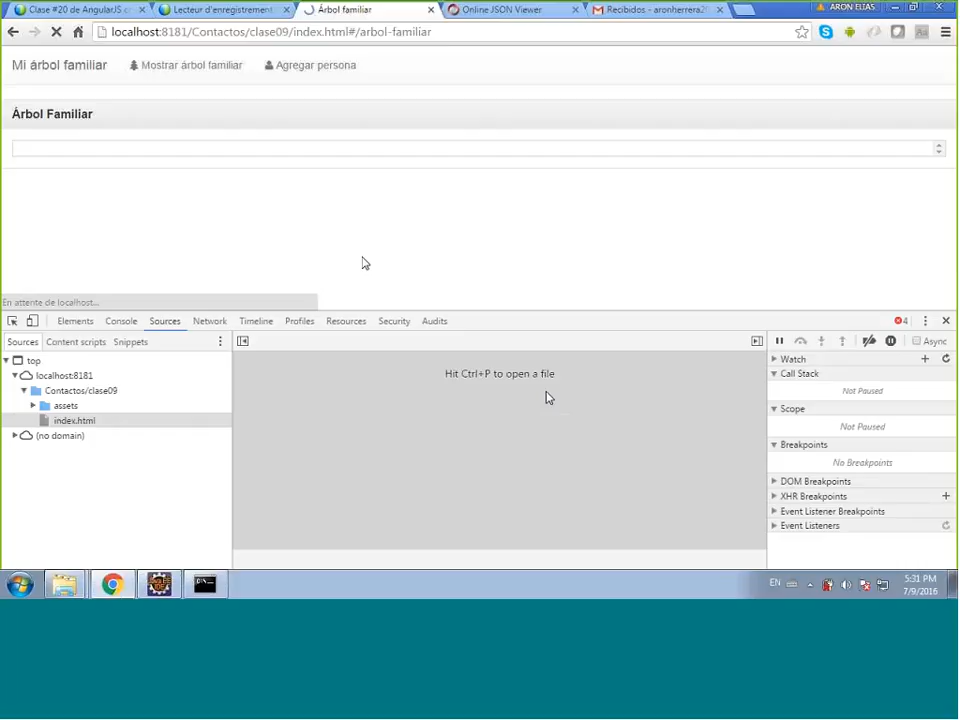 Clase #20 de AngularJS
Lecteur d'enregistrement
Árbol familiar
Online JSON Viewer
Recibidos - aronherrera2
ARON ELIAS
localhost:8181/Contactos/clase09/index.html#/arbol-familiar
Mi árbol familiar
Mostrar árbol familiar
Agregar persona
Árbol Familiar
En attente de localhost...
Elements Console Sources Network Timeline Profiles Resources Security Audits
4
Sources Content scripts Snippets
Async
top
localhost:8181
Contactos/clase09
assets
index.html
(no domain)
Hit Ctrl+P to open a file
Watch
Call Stack
Not Paused
Scope
Not Paused
Breakpoints
No Breakpoints
DOM Breakpoints
XHR Breakpoints
Event Listener Breakpoints
Event Listeners
EN
5:31 PM
7/9/2016